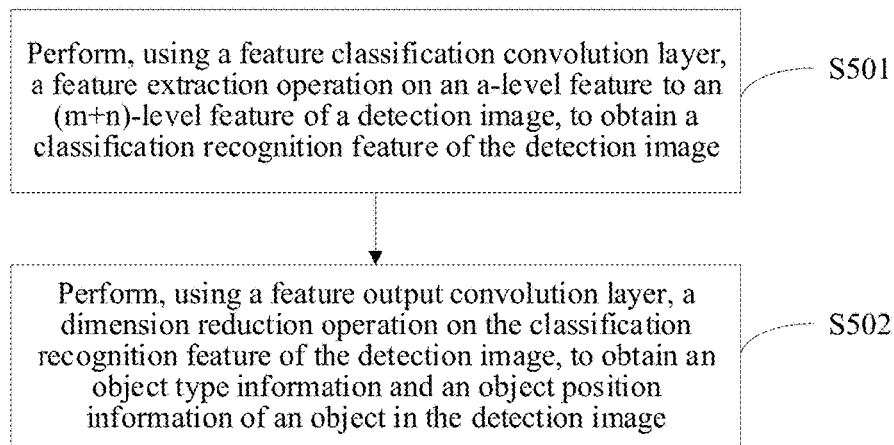 Perform, using a feature classification convolution layer,
a feature extraction operation on an a-level feature to an
(m+n)-level feature of a detection image, to obtain a
classification recognition feature of the detection image
S501
Perform, using a feature output convolution layer, a
dimension reduction operation on the classification
recognition feature of the detection image, to obtain an
object type information and an object position
information of an object in the detection image
S502